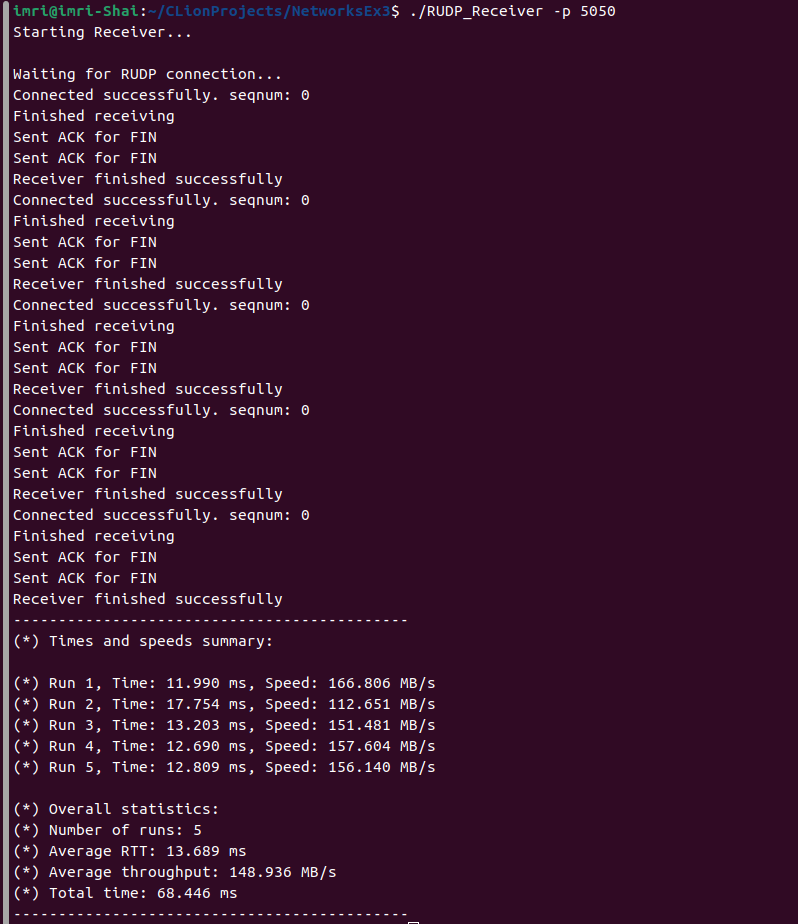 imri@imri-Shai:~/CLionProjects/NetworksEx3$ ./RUDP_Receiver -p 5050
Starting Receiver...
Waiting for RUDP connection...
Connected successfully. seqnum: 0
Finished receiving
Sent ACK for FIN
Sent ACK for FIN
Receiver finished successfully
Connected successfully. seqnum: 0
Finished receiving
Sent ACK for FIN
Sent ACK for FIN
Receiver finished successfully
Connected successfully. seqnum: 0
Finished receiving
Sent ACK for FIN
Sent ACK for FIN
Receiver finished successfully
Connected successfully. seqnum: 0
Finished receiving
Sent ACK for FIN
Sent ACK for FIN
Receiver finished successfully
Connected successfully. seqnum: 0
Finished receiving
Sent ACK for FIN
Sent ACK for FIN
Receiver finished successfully
--------------------------------------------
(*) Times and speeds summary:
(*) Run 1, Time: 11.990 ms, Speed: 166.806 MB/s
(*) Run 2, Time: 17.754 ms, Speed: 112.651 MB/s
(*) Run 3, Time: 13.203 ms, Speed: 151.481 MB/s
(*) Run 4, Time: 12.690 ms, Speed: 157.604 MB/s
(*) Run 5, Time: 12.809 ms, Speed: 156.140 MB/s
(*) Overall statistics:
(*) Number of runs: 5
(*) Average RTT: 13.689 ms
(*) Average throughput: 148.936 MB/s
(*) Total time: 68.446 ms
--------------------------------------------